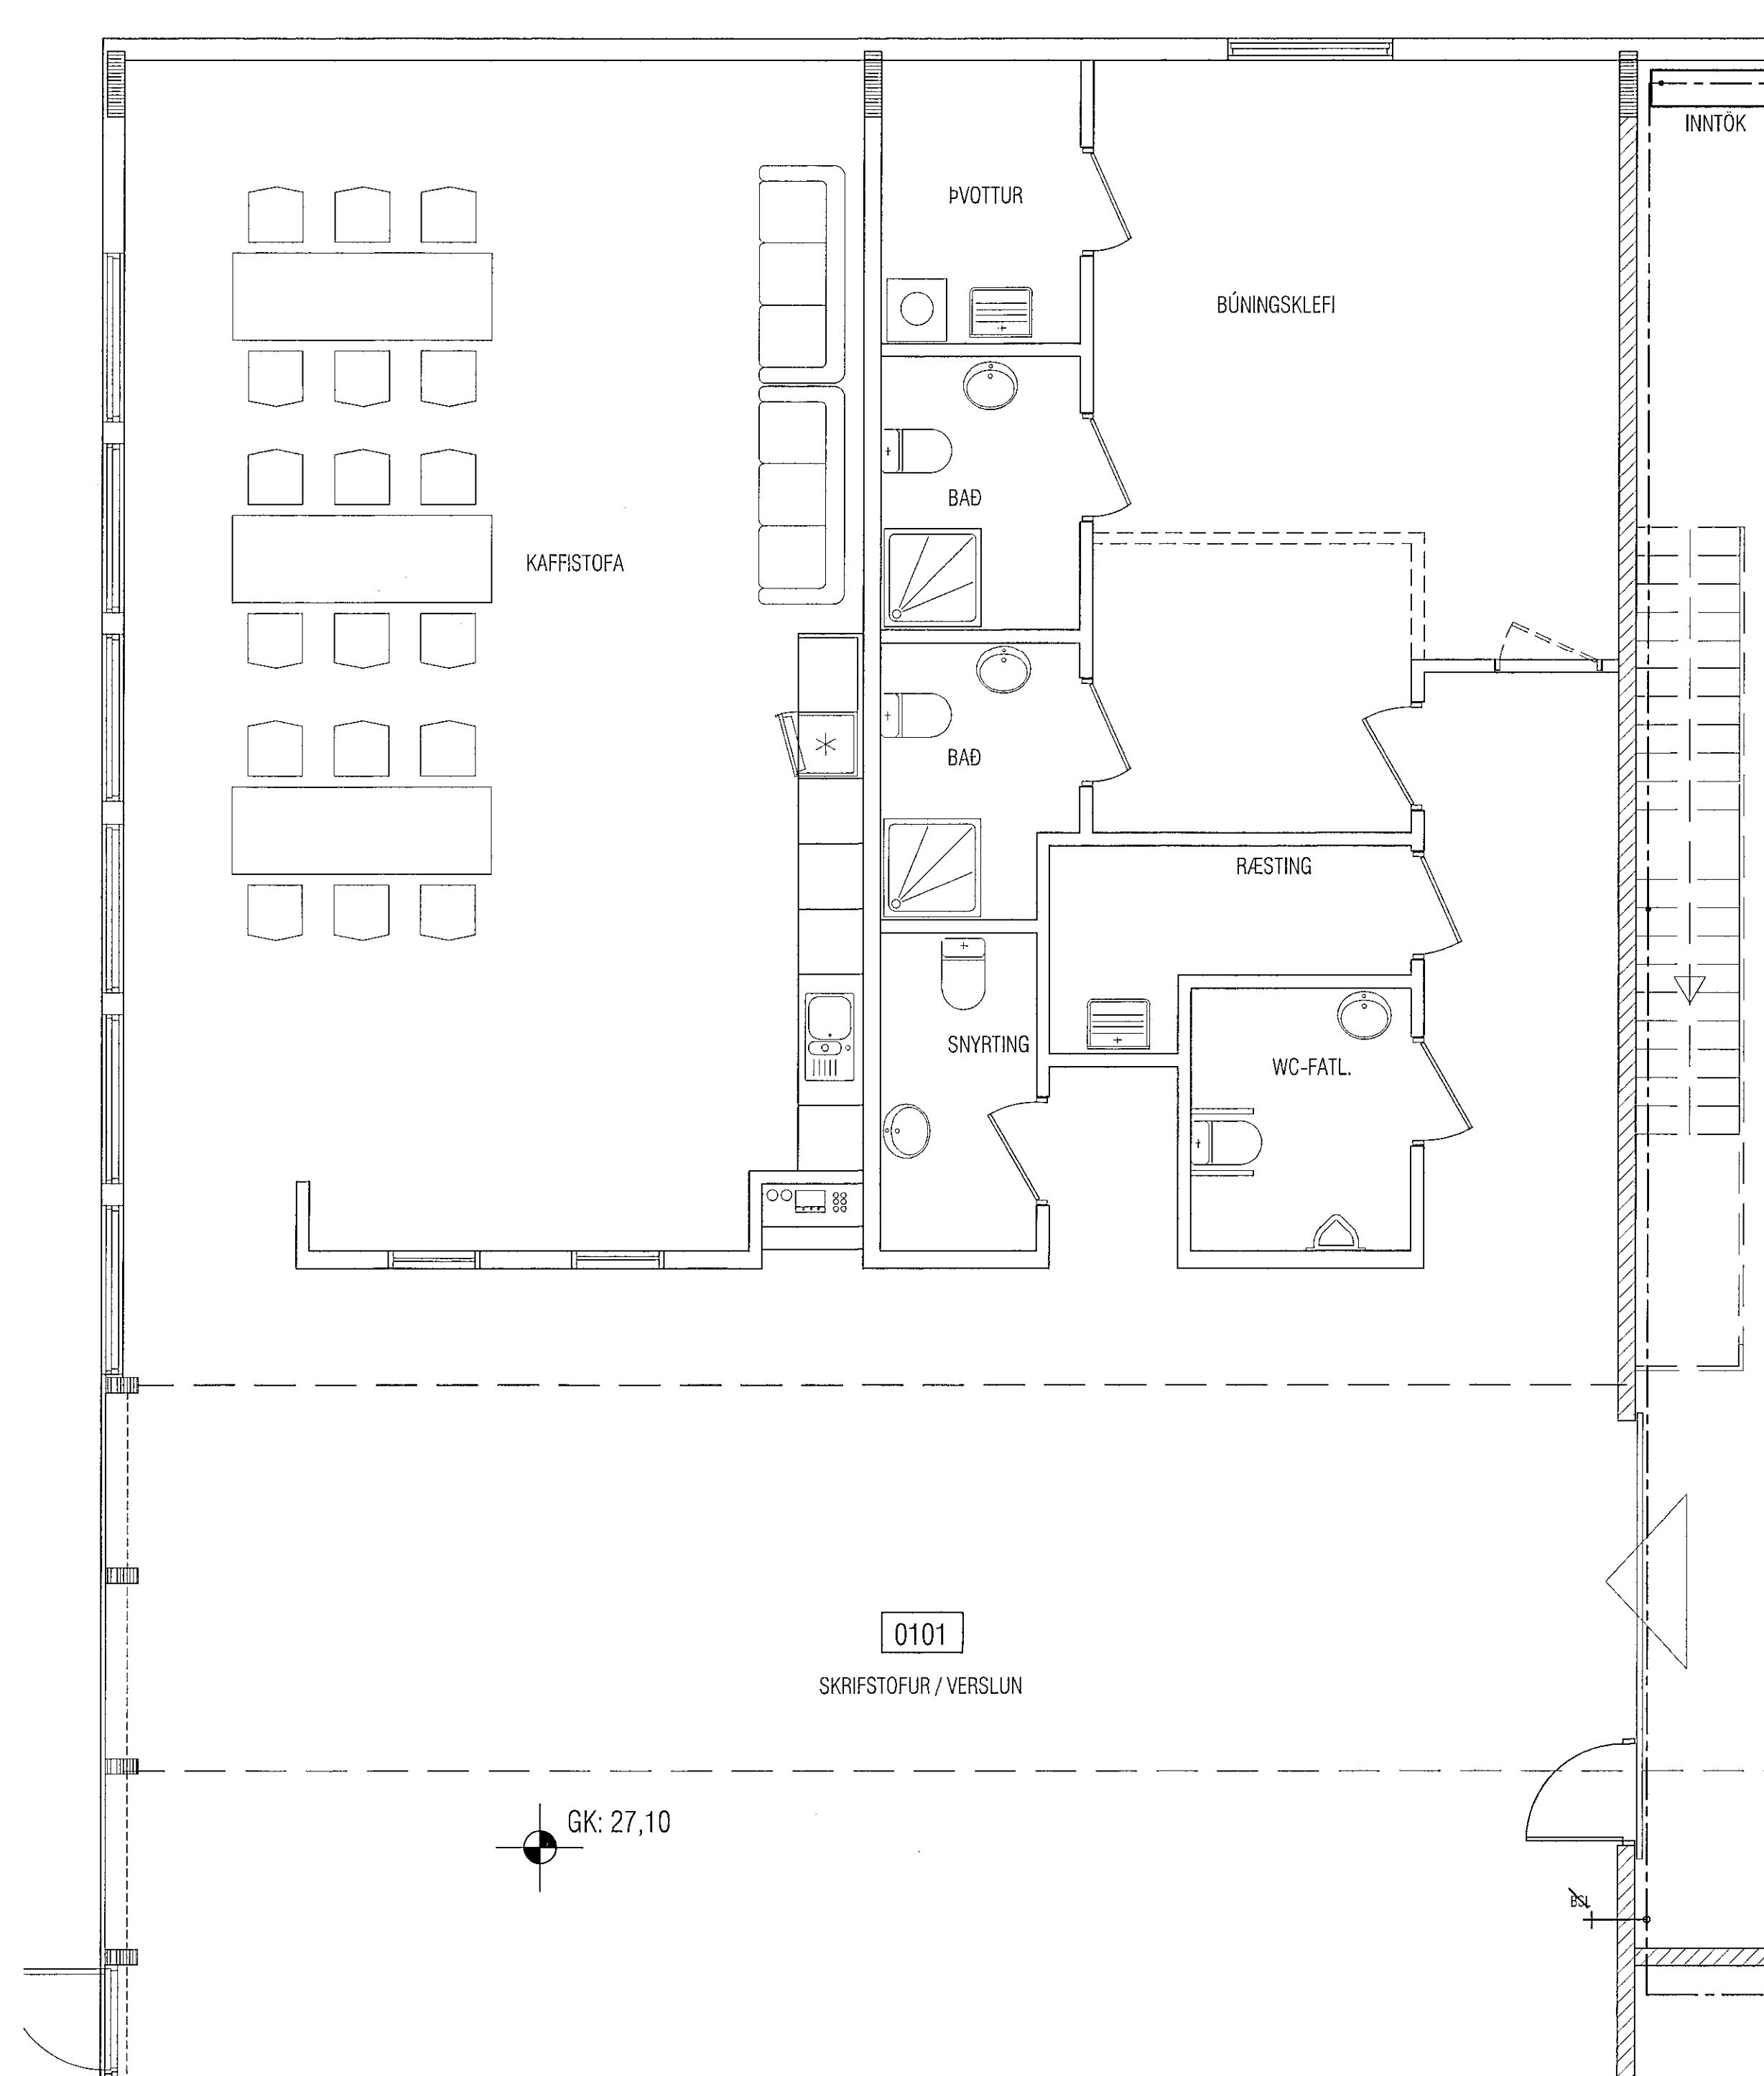 INNTÖK
ÞVOTTUR
BÚNINGSKLEFI
BAÐ
KAFFISTOFA
BAÐ
RÆSTING
SNYRTING
WC-FATL.
0101
SKRIFSTOFUR / VERSLUN
GK: 27,10
BSL